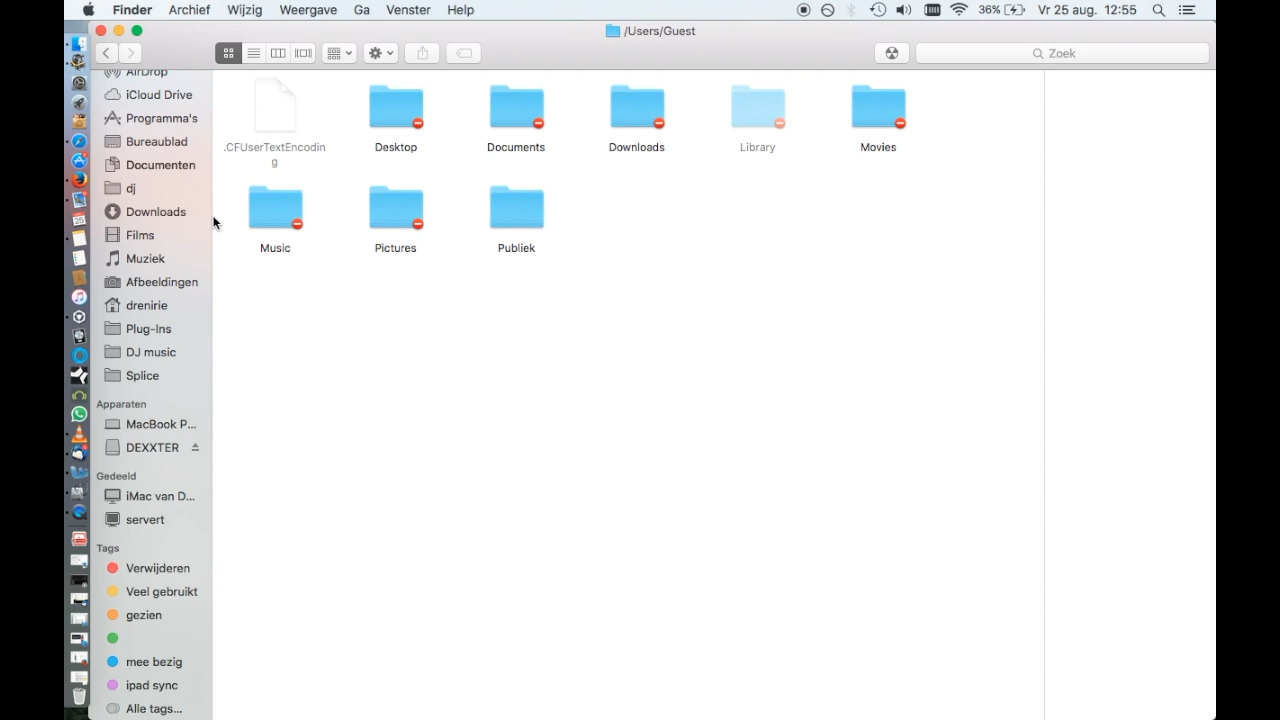 Finder Archief Wijzig Weergave Ga Venster Help 36% Vr 25 aug. 12:55
/Users/Guest
Zoek
AirDrop
iCloud Drive
Programma's
Bureaublad
Documenten
dj
Downloads
Films
Muziek
Afbeeldingen
drenirie
Plug-Ins
DJ music
Splice
Apparaten
MacBook P...
DEXXTER
Gedeeld
iMac van D...
servert
Tags
Verwijderen
Veel gebruikt
gezien
mee bezig
ipad sync
Alle tags...
.CFUserTextEncodin
g
Desktop
Documents
Downloads
Library
Movies
Music
Pictures
Publiek